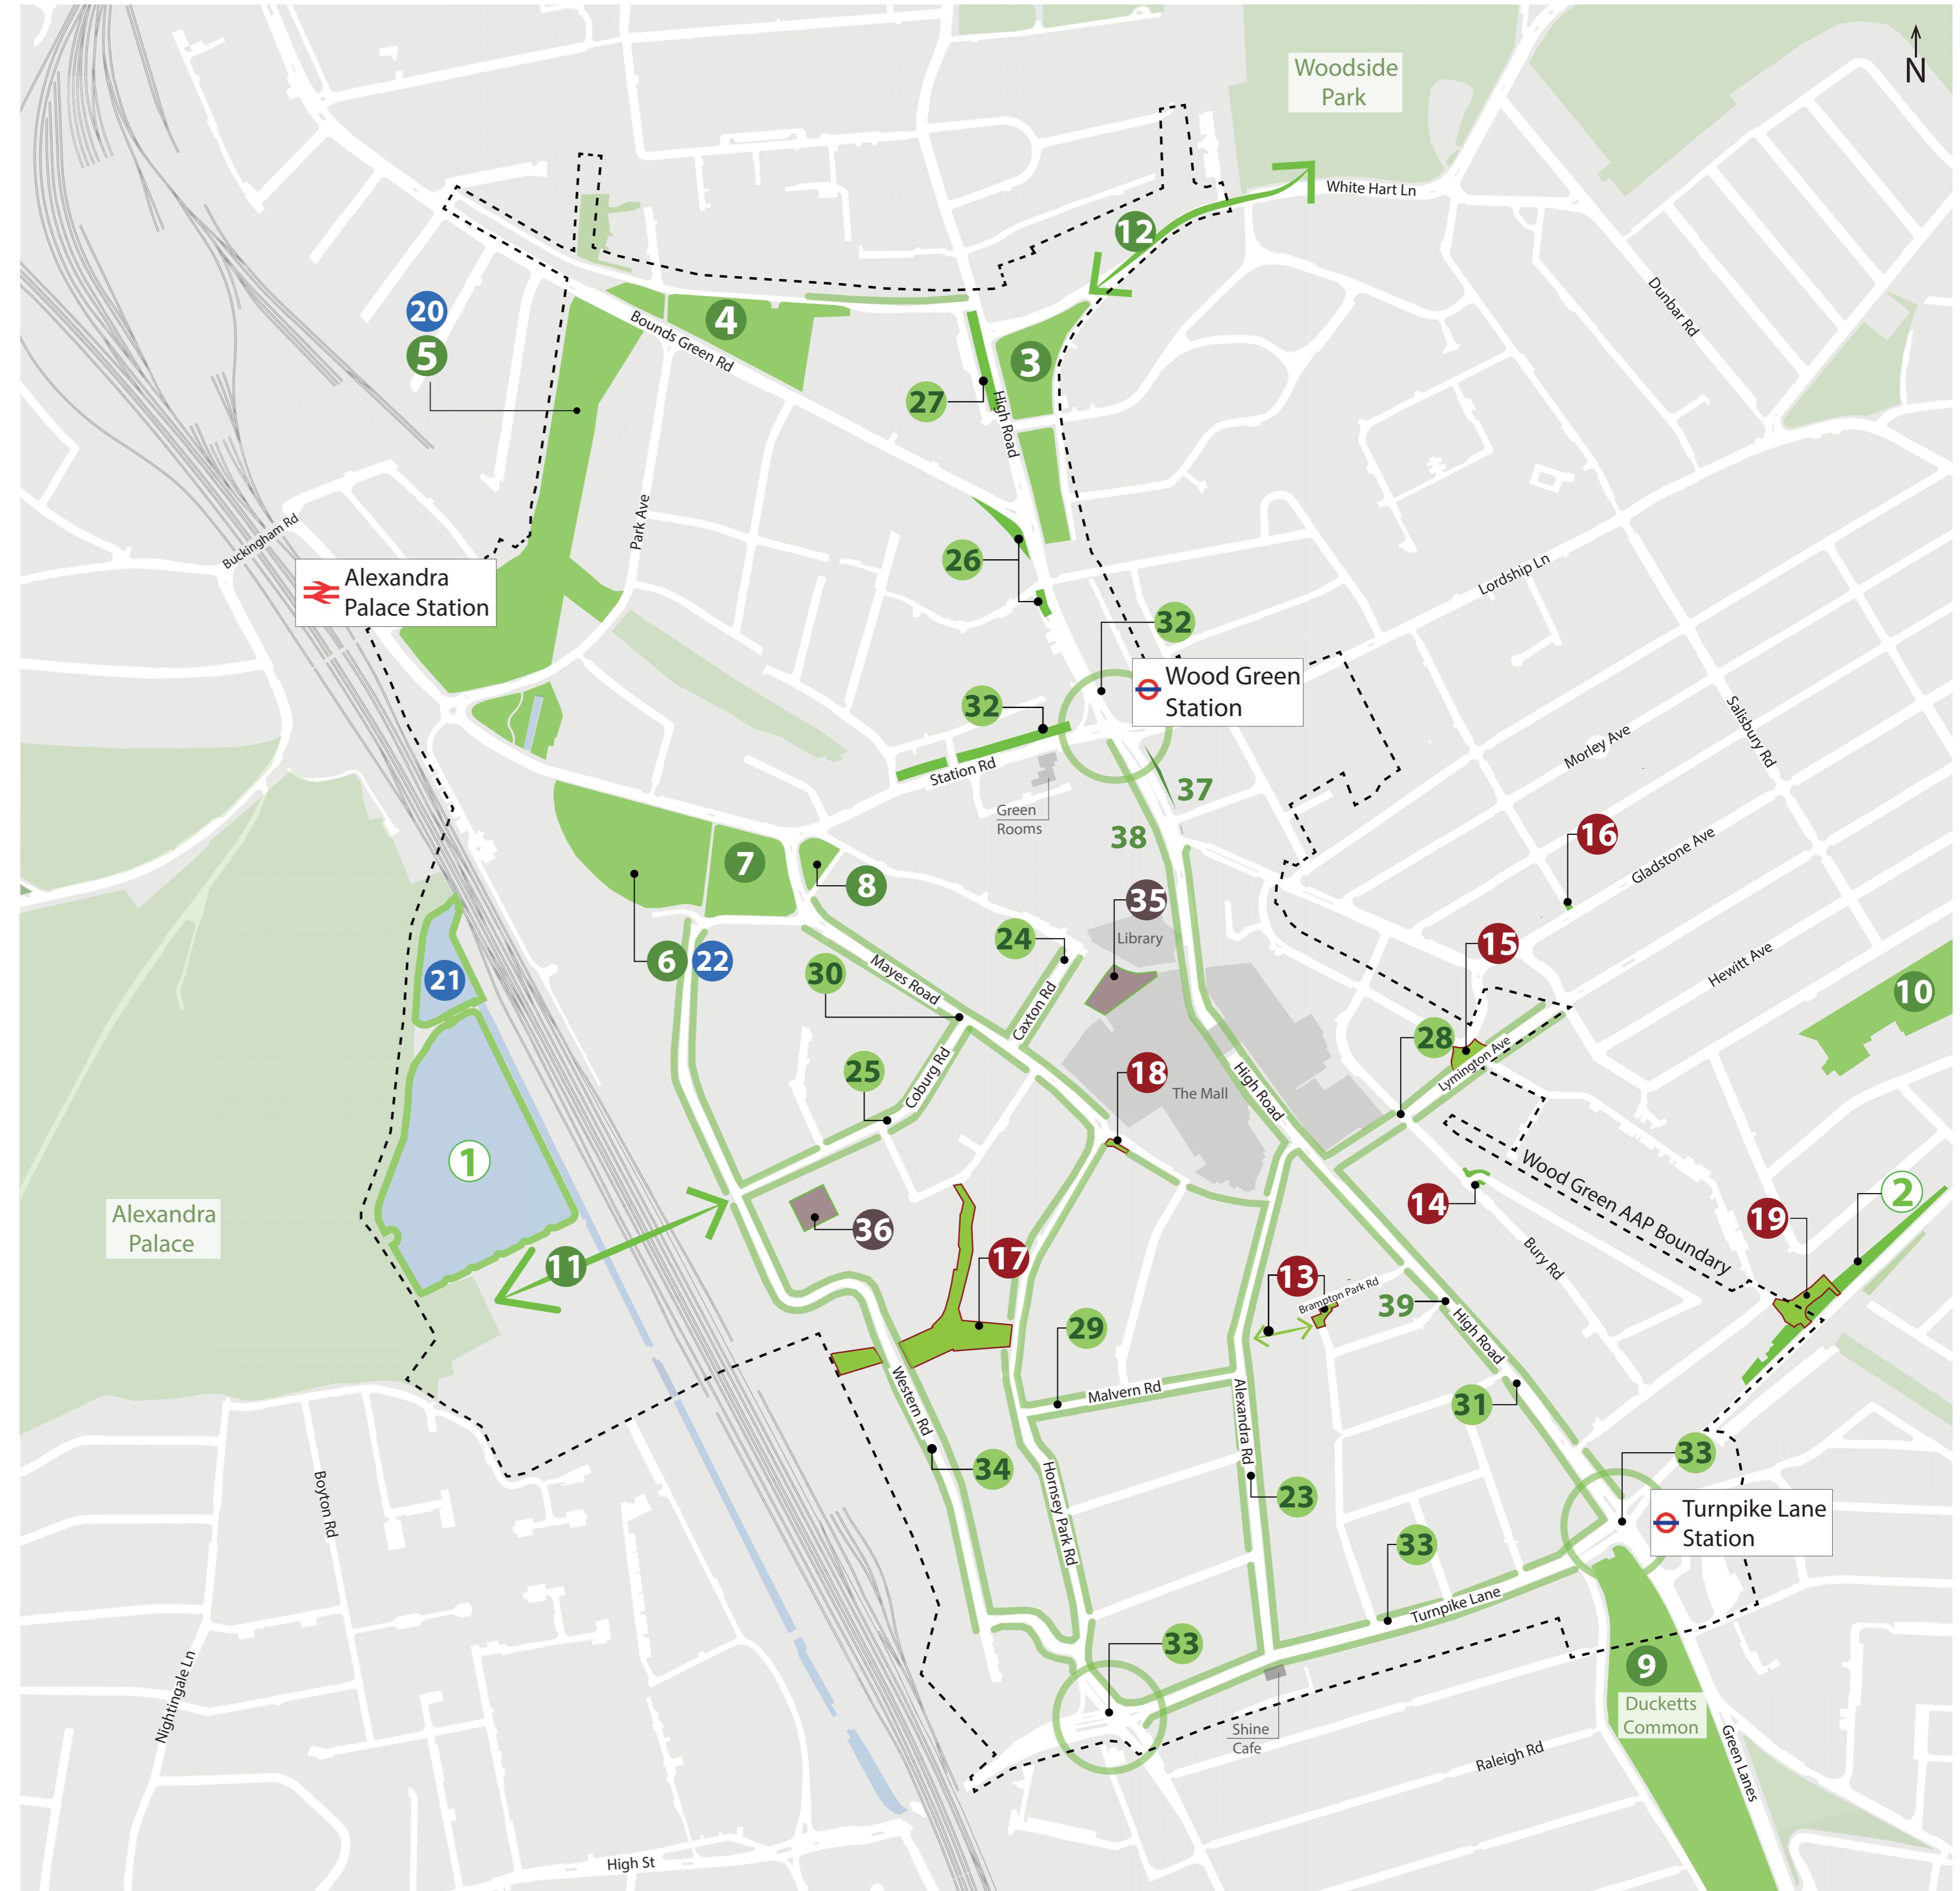 Woodside
Park
N
White Hart Ln
12
Dunbar Rd
20
5
4
Bounds Green Rd
3
27
High Road
Park Ave
Buckingham Rd
26
Alexandra
Palace Station
Lordship Ln
32
Wood Green
Station
32
Station Rd
Green
Rooms
37
38
Salisbury Rd
Morley Ave
16
Gladstone Ave
7
8
35
Library
24
15
Hewitt Ave
10
6
22
30
Mayes Road
Caxton Rd
21
28
Lymington Ave
25
Coburg Rd
18
The Mall
High Road
1
Wood Green AAP Boundary
14
2
19
Alexandra
Palace
36
11
17
Bury Rd
13
Brampton Park Rd
39
High Road
29
Malvern Rd
31
Western Rd
Alexandra Rd
34
Hornsey Park Rd
23
33
Turnpike Lane
Station
Boyton Rd
33
Turnpike Lane
33
9
Ducketts
Common
Nightingale Ln
Shine
Cafe
Raleigh Rd
Green Lanes
High St